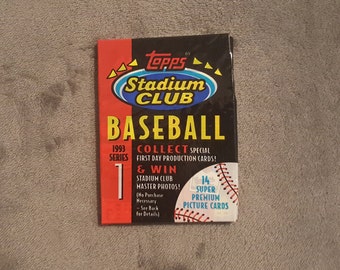 Topps
Stadium
CLUB
BASEBALL
1993
SERIES
1
COLLECT SPECIAL
FIRST DAY PRODUCTION CARDS!
& WIN
STADIUM CLUB
MASTER PHOTOS!
(No Purchase
Necessary
– See Back
for Details)
14
SUPER
PREMIUM
PICTURE CARDS